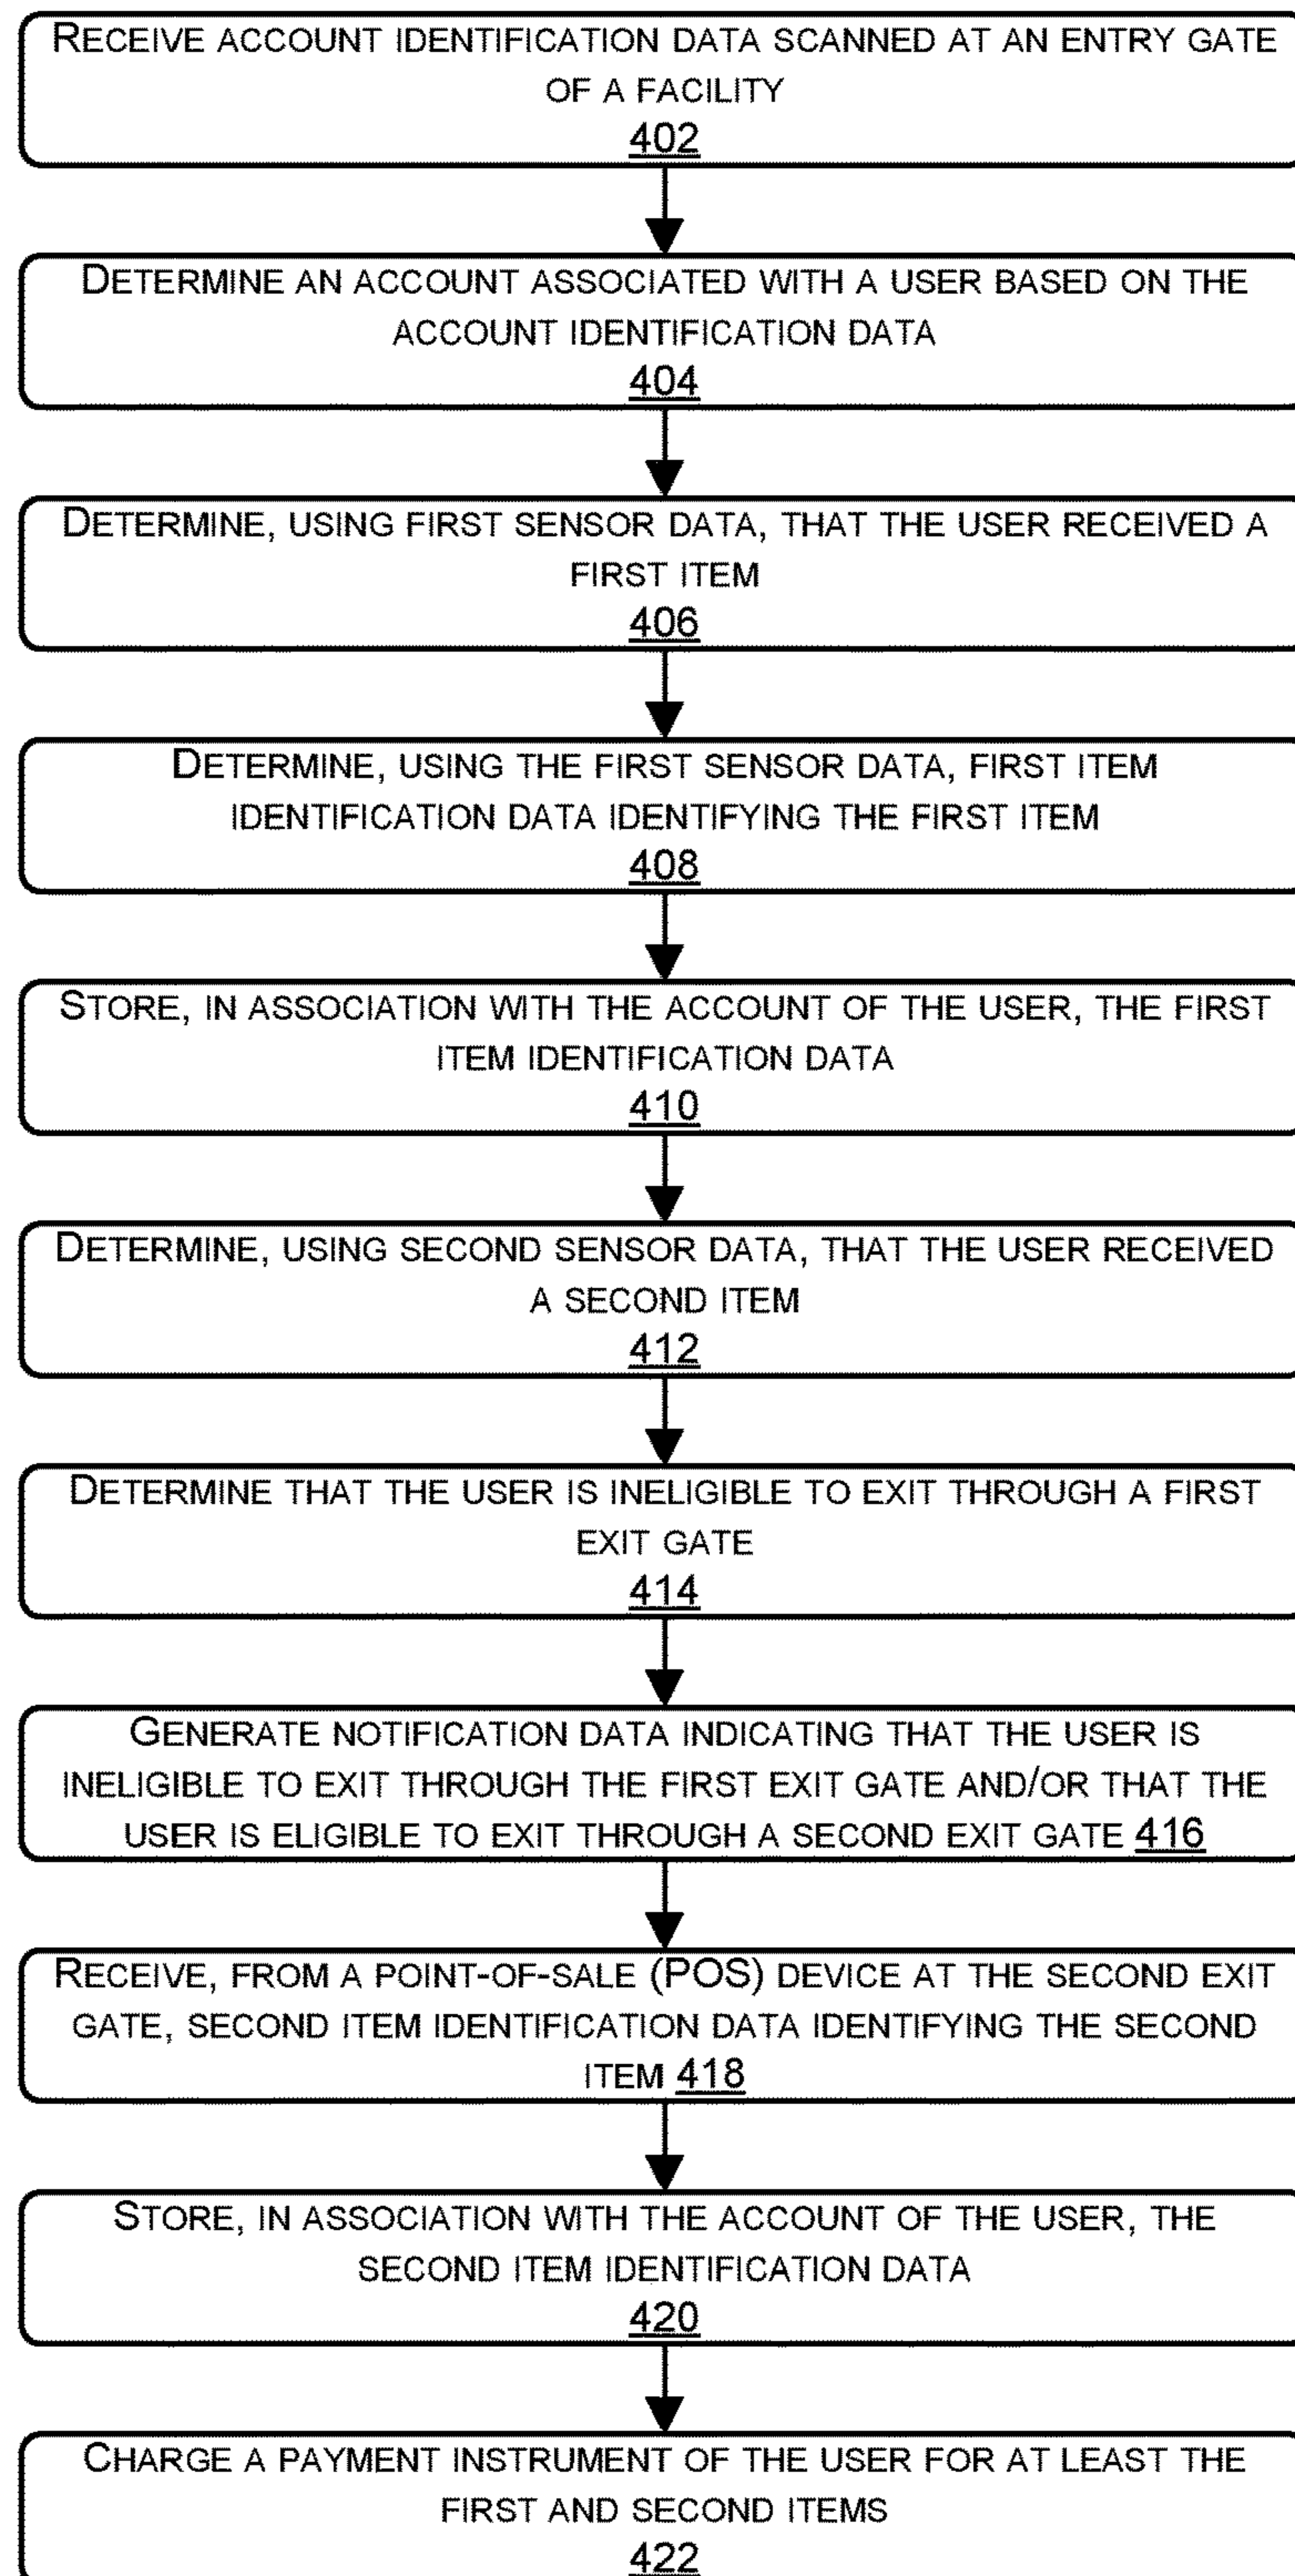 RECEIVE ACCOUNT IDENTIFICATION DATA SCANNED AT AN ENTRY GATE
OF A FACILITY
402
DETERMINE AN ACCOUNT ASSOCIATED WITH A USER BASED ON THE
ACCOUNT IDENTIFICATION DATA
404
DETERMINE, USING FIRST SENSOR DATA, THAT THE USER RECEIVED A
FIRST ITEM
406
DETERMINE, USING THE FIRST SENSOR DATA, FIRST ITEM
IDENTIFICATION DATA IDENTIFYING THE FIRST ITEM
408
STORE, IN ASSOCIATION WITH THE ACCOUNT OF THE USER, THE FIRST
ITEM IDENTIFICATION DATA
410
DETERMINE, USING SECOND SENSOR DATA, THAT THE USER RECEIVED
A SECOND ITEM
412
DETERMINE THAT THE USER IS INELIGIBLE TO EXIT THROUGH A FIRST
EXIT GATE
414
GENERATE NOTIFICATION DATA INDICATING THAT THE USER IS
INELIGIBLE TO EXIT THROUGH THE FIRST EXIT GATE AND/OR THAT THE
USER IS ELIGIBLE TO EXIT THROUGH A SECOND EXIT GATE 416
RECEIVE, FROM A POINT-OF-SALE (POS) DEVICE AT THE SECOND EXIT
GATE, SECOND ITEM IDENTIFICATION DATA IDENTIFYING THE SECOND
ITEM 418
STORE, IN ASSOCIATION WITH THE ACCOUNT OF THE USER, THE
SECOND ITEM IDENTIFICATION DATA
420
CHARGE A PAYMENT INSTRUMENT OF THE USER FOR AT LEAST THE
FIRST AND SECOND ITEMS
422